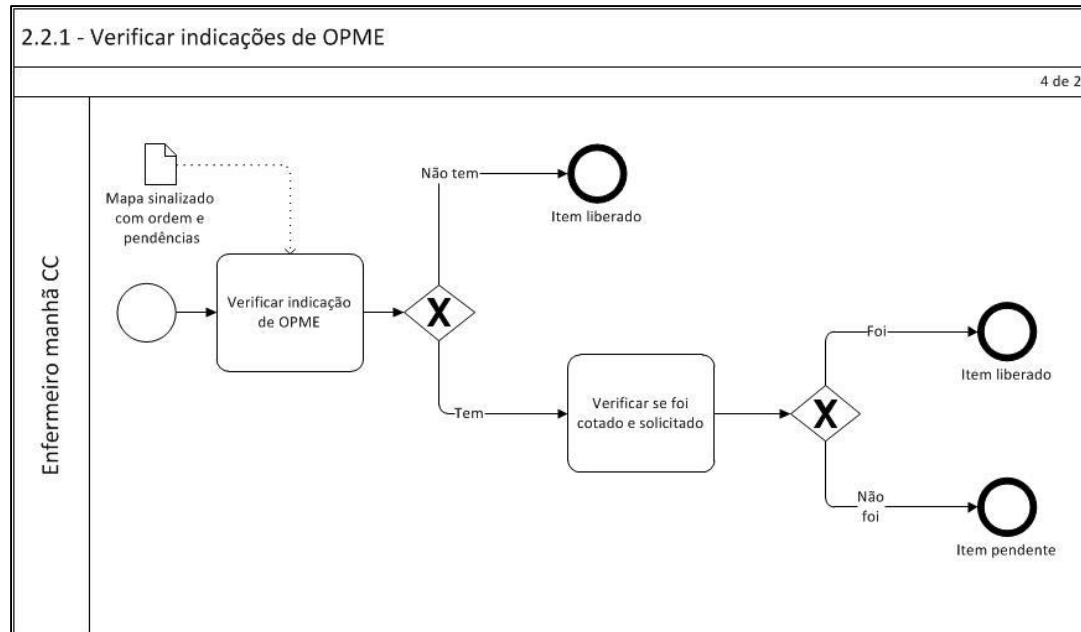 2.2.1 - Verificar indicações de OPME
4 de 2
Enfermeiro manhã CC
Mapa sinalizado
com ordem e
pendências
Verificar indicação
de OPME
X
Não tem
Item liberado
Tem
Verificar se foi
cotado e solicitado
X
Foi
Item liberado
Não
foi
Item pendente